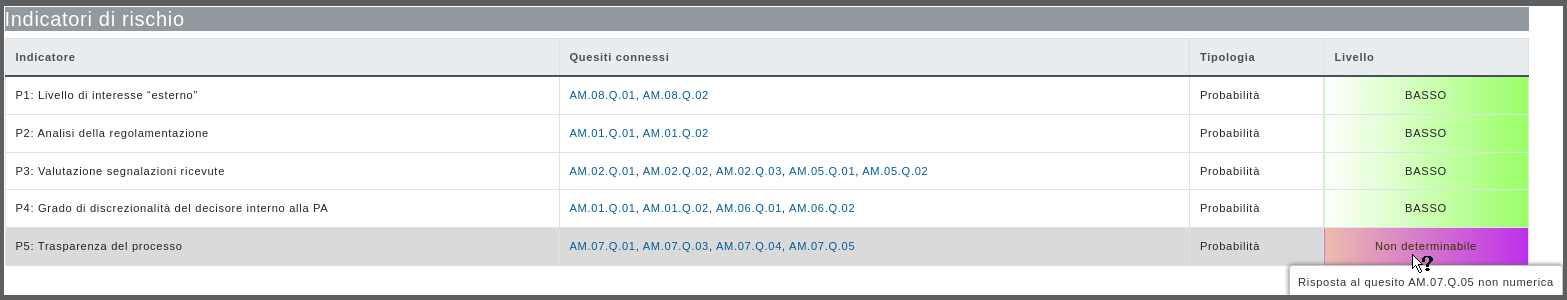 Indicatori di rischio
Indicatore Quesiti connessi Tipologia Livello
P1: Livello di interesse “esterno” AM.08.Q.01, AM.08.Q.02 Probabilità BASSO
P2: Analisi della regolamentazione AM.01.Q.01, AM.01.Q.02 Probabilità BASSO
P3: Valutazione segnalazioni ricevute AM.02.Q.01, AM.02.Q.02, AM.02.Q.03, AM.05.Q.01, AM.05.Q.02 Probabilità BASSO
P4: Grado di discrezionalità del decisore interno alla PA AM.01.Q.01, AM.01.Q.02, AM.06.Q.01, AM.06.Q.02 Probabilità BASSO
P5: Trasparenza del processo AM.07.Q.01, AM.07.Q.03, AM.07.Q.04, AM.07.Q.05 Probabilità Non determinabile
Risposta al quesito AM.07.Q.05 non numerica